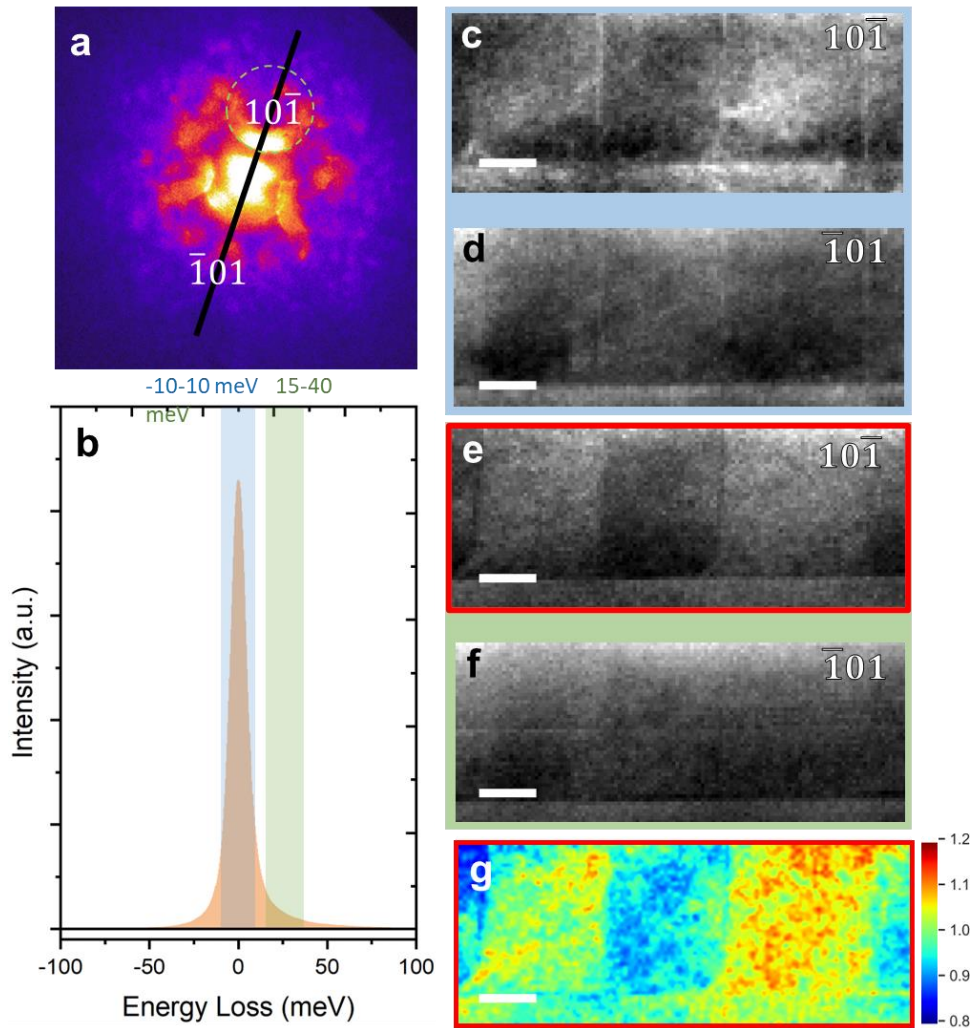 a
101̅
1̅01
-10-10 meV 15-40
meV
b
Intensity (a.u.)
-100 -50 0 50 100
Energy Loss (meV)
c
101̅
d
1̅01
e
101̅
f
1̅01
g
1.2
1.1
1.0
0.9
0.8